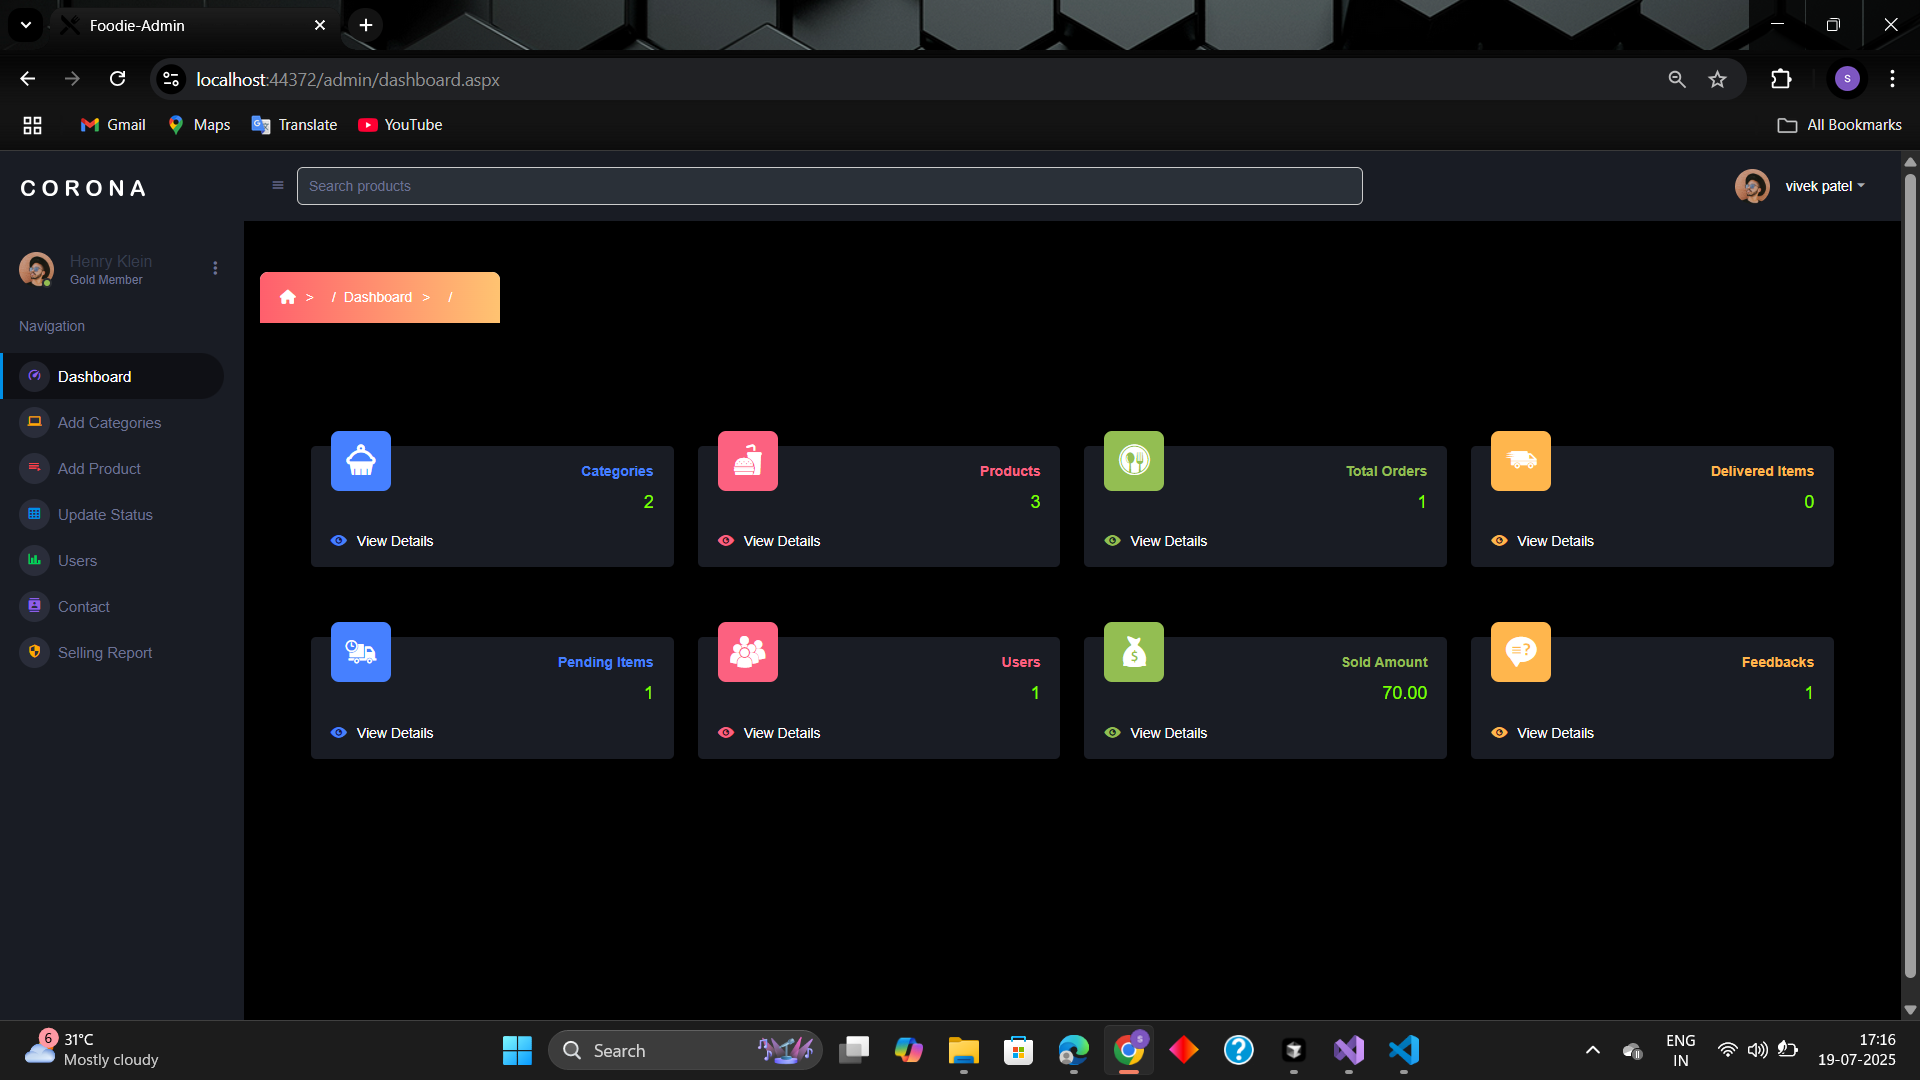 Foodie-Admin
localhost:44372/admin/dashboard.aspx
S
Gmail
Maps
Translate
YouTube
All Bookmarks
CORONA
Search products
vivek patel
Henry Klein
Gold Member
> / Dashboard > /
Navigation
Dashboard
Add Categories
Add Product
Update Status
Users
Contact
Selling Report
Categories
2
View Details
Products
3
View Details
Total Orders
1
View Details
Delivered Items
0
View Details
Pending Items
1
View Details
Users
1
View Details
Sold Amount
70.00
View Details
Feedbacks
1
View Details
6
31°C
Mostly cloudy
Search
S
ENG
IN
17:16
19-07-2025